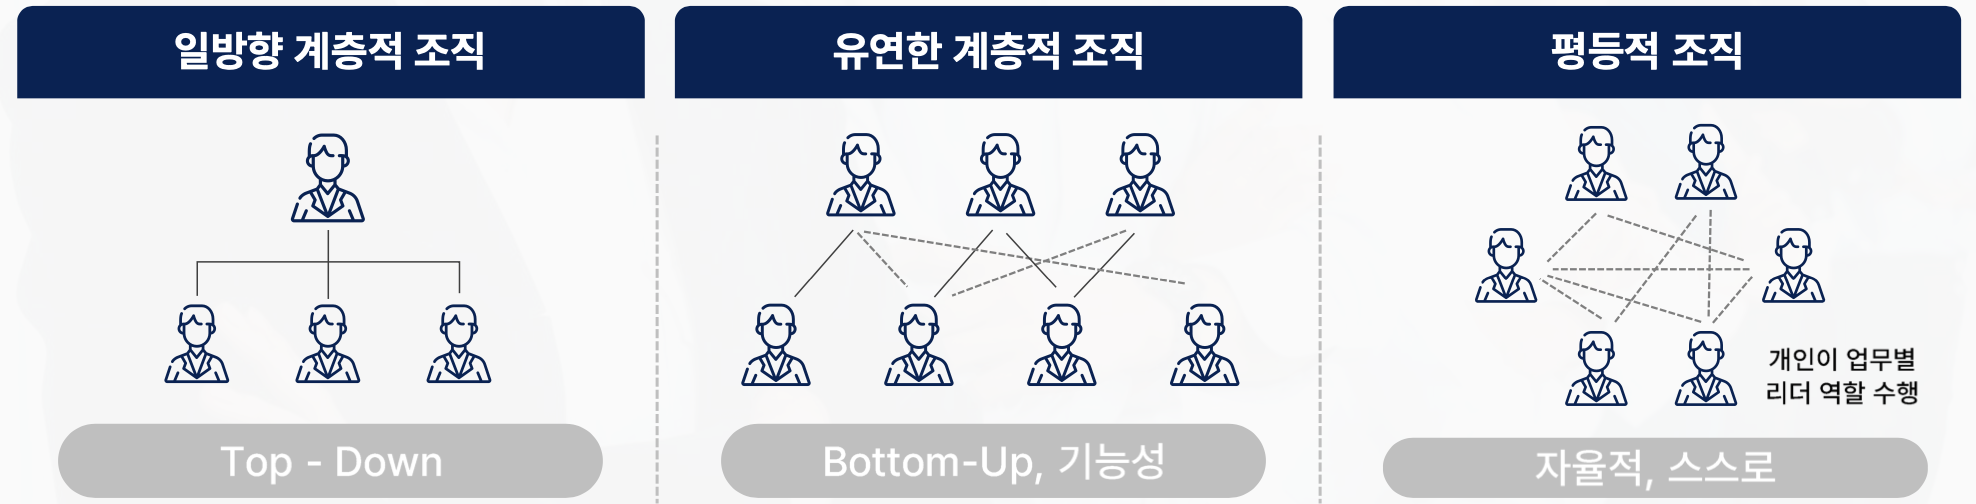 일방향 계층적 조직
유연한 계층적 조직
평등적 조직
개인이 업무별
리더 역할 수행
Top - Down
Bottom-Up, 기능성
자율적, 스스로